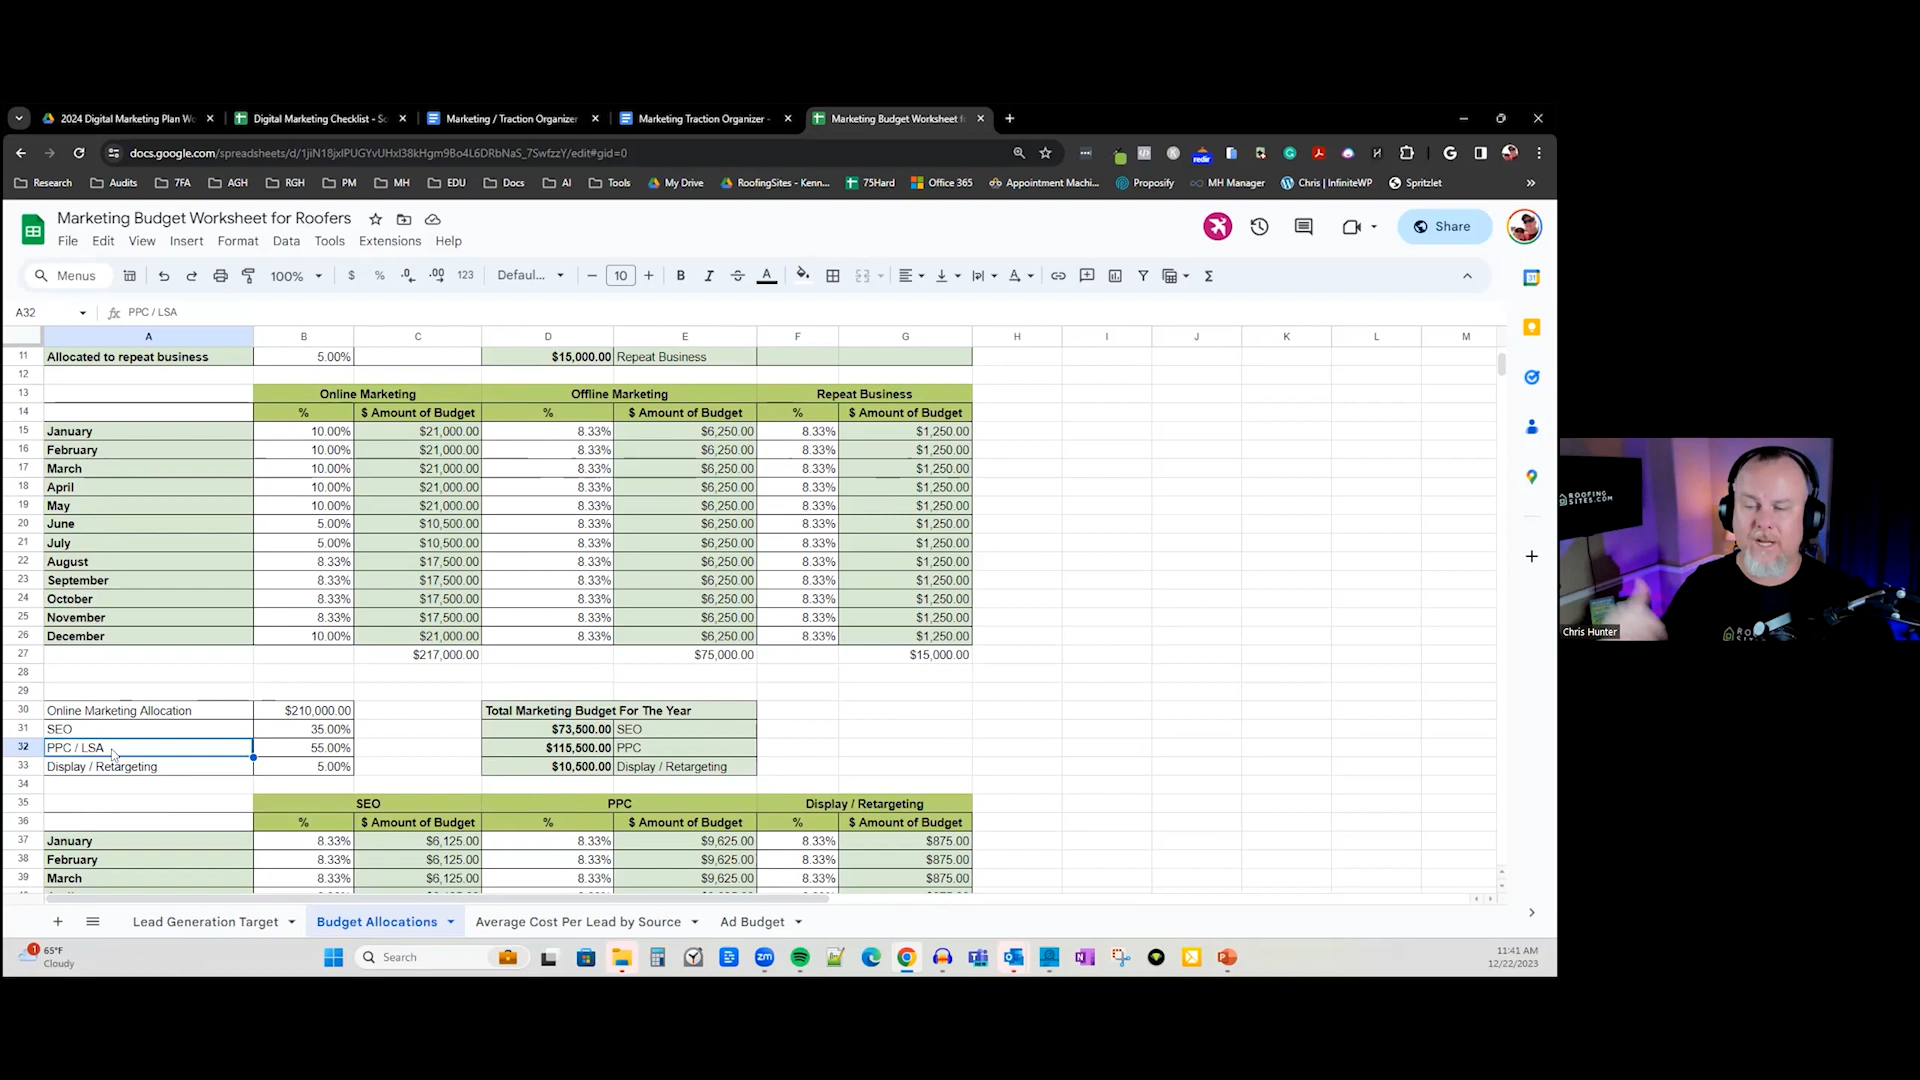 2024 Digital Marketing Plan Wo
Digital Marketing Checklist - So
Marketing / Traction Organizer
Marketing Traction Organizer -
Marketing Budget Worksheet f
docs.google.com/spreadsheets/d/1jiN18jxlPUGYvUHxl38kHgm9Bo4L6DRbNaS_7SwfzzY/edit#gid=0
redir
Research Audits 7FA AGH RGH PM MH EDU Docs AI Tools My Drive RoofingSites - Kenn... 75Hard Office 365 Appointment Machi... Proposify MH Manager Chris | InfiniteWP Spritzlet
Marketing Budget Worksheet for Roofers
Share
File Edit View Insert Format Data Tools Extensions Help
Menus 100% $ % .0 .00 123 Defaul... 10 B I A
A32 fx PPC / LSA
A B C D E F G H I J K L M
11 Allocated to repeat business 5.00% $15,000.00 Repeat Business
12
13 Online Marketing Offline Marketing Repeat Business
14 % $ Amount of Budget % $ Amount of Budget % $ Amount of Budget
15 January 10.00% $21,000.00 8.33% $6,250.00 8.33% $1,250.00
16 February 10.00% $21,000.00 8.33% $6,250.00 8.33% $1,250.00
17 March 10.00% $21,000.00 8.33% $6,250.00 8.33% $1,250.00
18 April 10.00% $21,000.00 8.33% $6,250.00 8.33% $1,250.00
19 May 10.00% $21,000.00 8.33% $6,250.00 8.33% $1,250.00
20 June 5.00% $10,500.00 8.33% $6,250.00 8.33% $1,250.00
21 July 5.00% $10,500.00 8.33% $6,250.00 8.33% $1,250.00
22 August 8.33% $17,500.00 8.33% $6,250.00 8.33% $1,250.00
23 September 8.33% $17,500.00 8.33% $6,250.00 8.33% $1,250.00
24 October 8.33% $17,500.00 8.33% $6,250.00 8.33% $1,250.00
25 November 8.33% $17,500.00 8.33% $6,250.00 8.33% $1,250.00
26 December 10.00% $21,000.00 8.33% $6,250.00 8.33% $1,250.00
27 $217,000.00 $75,000.00 $15,000.00
28
29
30 Online Marketing Allocation $210,000.00 Total Marketing Budget For The Year
31 SEO 35.00% $73,500.00 SEO
32 PPC / LSA 55.00% $115,500.00 PPC
33 Display / Retargeting 5.00% $10,500.00 Display / Retargeting
34
35 SEO PPC Display / Retargeting
36 % $ Amount of Budget % $ Amount of Budget % $ Amount of Budget
37 January 8.33% $6,125.00 8.33% $9,625.00 8.33% $875.00
38 February 8.33% $6,125.00 8.33% $9,625.00 8.33% $875.00
39 March 8.33% $6,125.00 8.33% $9,625.00 8.33% $875.00
Lead Generation Target Budget Allocations Average Cost Per Lead by Source Ad Budget
1 65°F
Cloudy
Search
11:41 AM
12/22/2023
ROOFING
SITES.COM
Chris Hunter